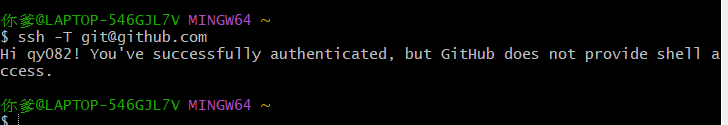 你爹@LAPTOP-546GJL7V MINGW64 ~
$ ssh -T git@github.com
Hi qy082! You've successfully authenticated, but GitHub does not provide shell a
ccess.
你爹@LAPTOP-546GJL7V MINGW64 ~
$